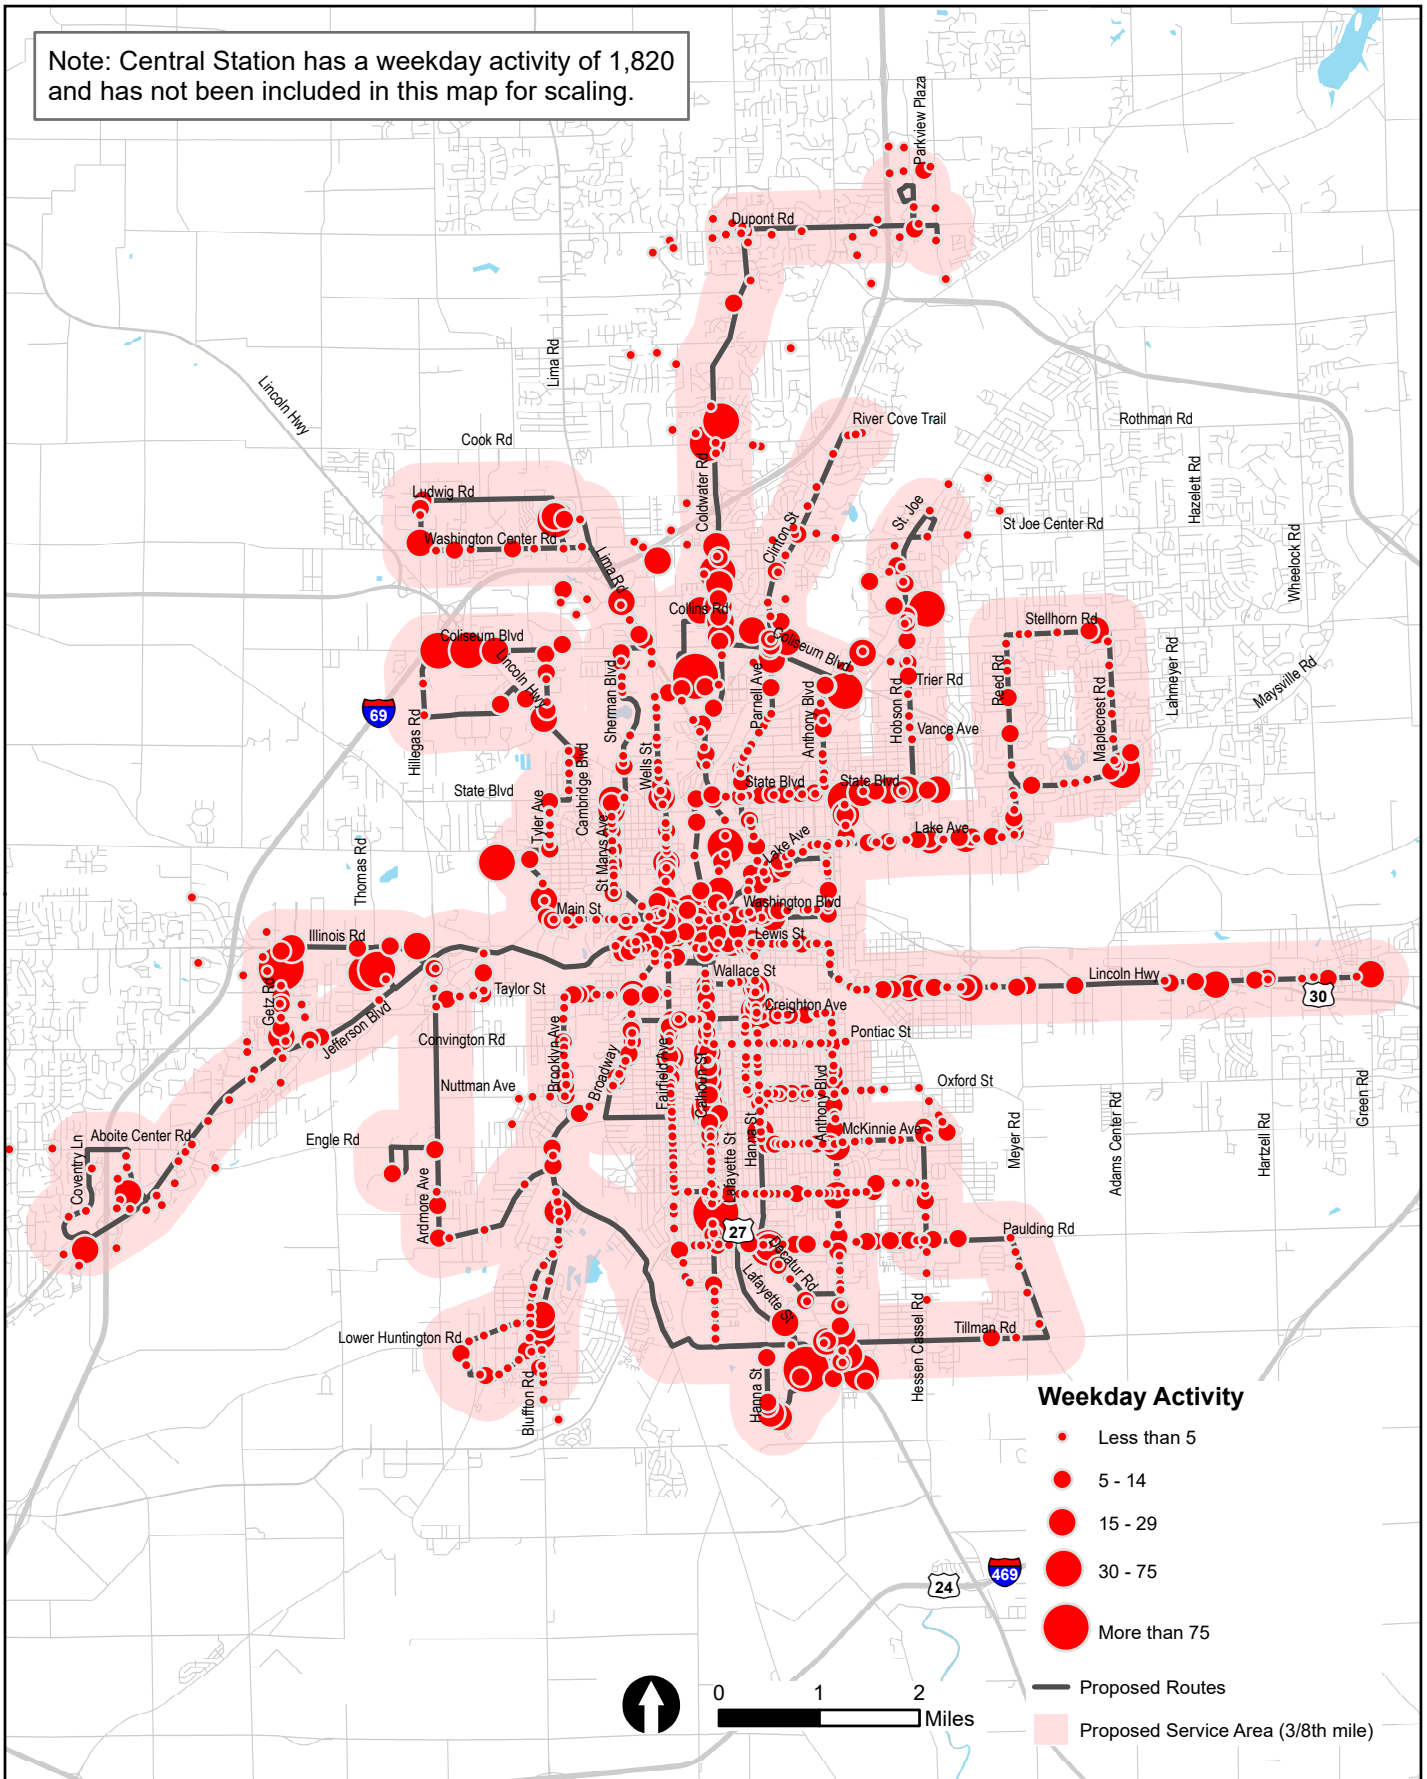 Note: Central Station has a weekday activity of 1,820
and has not been included in this map for scaling.
Parkview Plaza
Dupont Rd
Lima Rd
Lincoln Hwy
River Cove Trail
Rothman Rd
Cook Rd
Coldwater Rd
Hazelett Rd
Ludwig Rd
St. Joe
St Joe Center Rd
Clinton St
Washington Center Rd
Wheelock Rd
Lima Rd
Collins Rd
Stellhorn Rd
Coliseum Blvd
Coliseum Blvd
Lincoln Hwy
Sherman Blvd
Parnell Ave
Anthony Blvd
Hobson Rd
Trier Rd
Reed Rd
Maplecrest Rd
Lahmeyer Rd
Maysville Rd
69
Hillegas Rd
Vance Ave
Wells St
Cambridge Blvd
State Blvd
State Blvd
State Blvd
Tyler Ave
St Marys Ave
Lake Ave
Lake Ave
Thomas Rd
Main St
Washington Blvd
Illinois Rd
Lewis St
Wallace St
Lincoln Hwy
30
Getz Rd
Taylor St
Creighton Ave
Jefferson Blvd
Convington Rd
Brooklyn Ave
Broadway
Fairfield Ave
Calhoun St
Pontiac St
Nuttman Ave
Anthony Blvd
Oxford St
Green Rd
Aboite Center Rd
Engle Rd
Hanna St
McKinnie Ave
Meyer Rd
Adams Center Rd
Hartzell Rd
Coventry Ln
Ardmore Ave
Lafayette St
27
Paulding Rd
Decatur Rd
Lafayette St
Lower Huntington Rd
Tillman Rd
Hessen Cassel Rd
Bluffton Rd
Hanna St
Weekday Activity
Less than 5
5 - 14
15 - 29
30 - 75
More than 75
469
24
0 1 2
Miles
Proposed Routes
Proposed Service Area (3/8th mile)